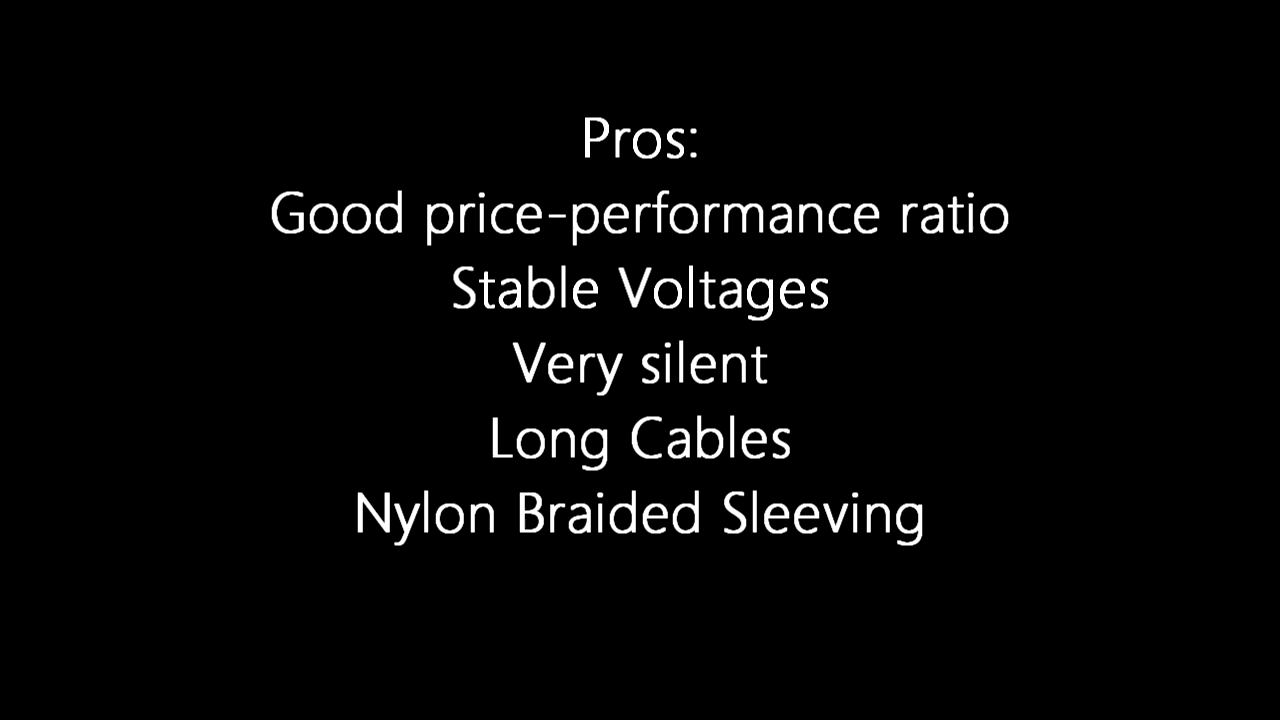 Pros:
Good price-performance ratio
Stable Voltages
Very silent
Long Cables
Nylon Braided Sleeving